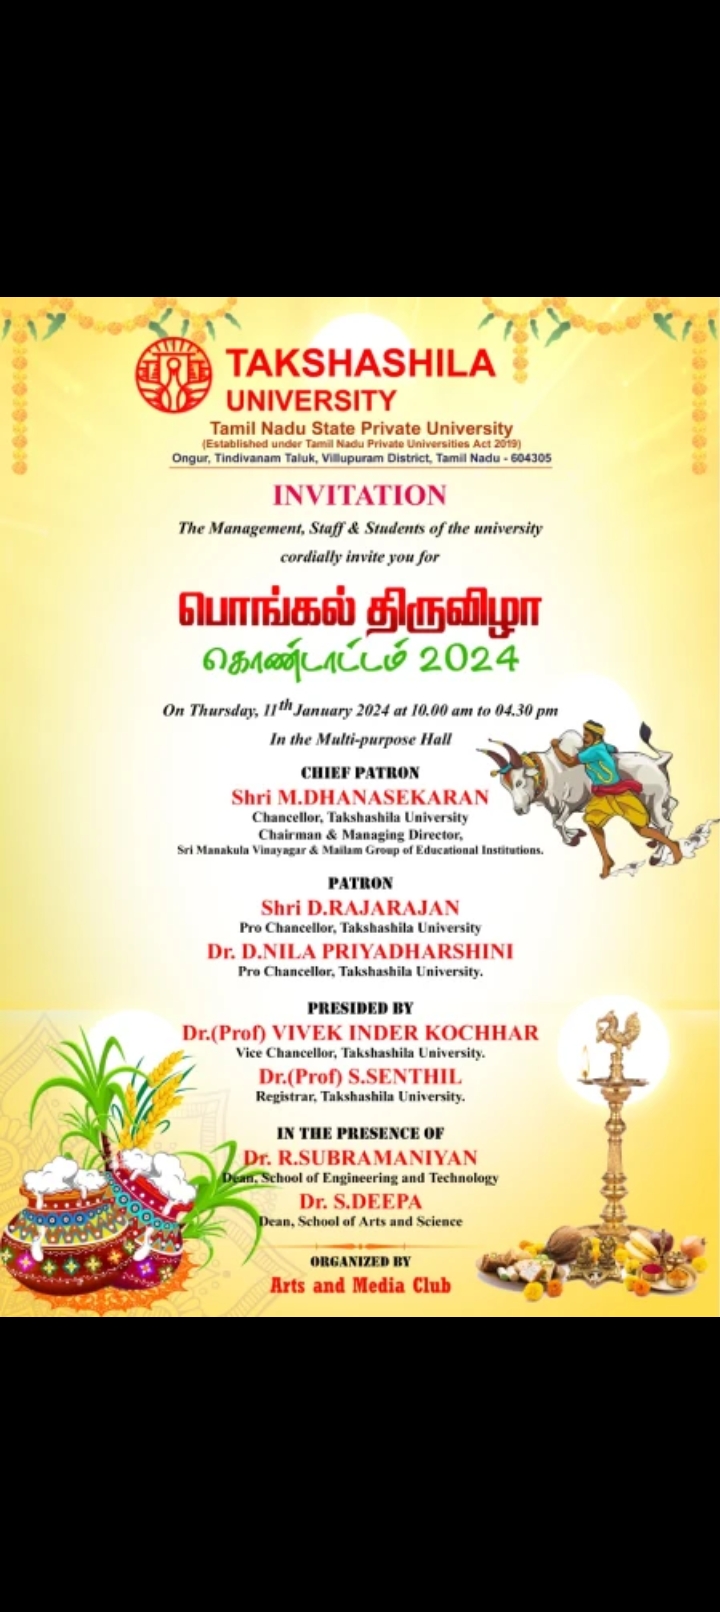 TAKSHASHILA
UNIVERSITY
Tamil Nadu State Private University
(Established under Tamil Nadu Private Universities Act 2019)
Ongur, Tindivanam Taluk, Villupuram District, Tamil Nadu - 604305
INVITATION
The Management, Staff & Students of the university
cordially invite you for
பொங்கல் திருவிழா
கொண்டாட்டம் 2024
On Thursday, 11th January 2024 at 10.00 am to 04.30 pm
In the Multi-purpose Hall
CHIEF PATRON
Shri M.DHANASEKARAN
Chancellor, Takshashila University
Chairman & Managing Director,
Sri Manakula Vinayagar & Mailam Group of Educational Institutions.
PATRON
Shri D.RAJARAJAN
Pro Chancellor, Takshashila University
Dr. D.NILA PRIYADHARSHINI
Pro Chancellor, Takshashila University.
PRESIDED BY
Dr.(Prof) VIVEK INDER KOCHHAR
Vice Chancellor, Takshashila University.
Dr.(Prof) S.SENTHIL
Registrar, Takshashila University.
IN THE PRESENCE OF
Dr. R.SUBRAMANIYAN
Dean, School of Engineering and Technology
Dr. S.DEEPA
Dean, School of Arts and Science
ORGANIZED BY
Arts and Media Club